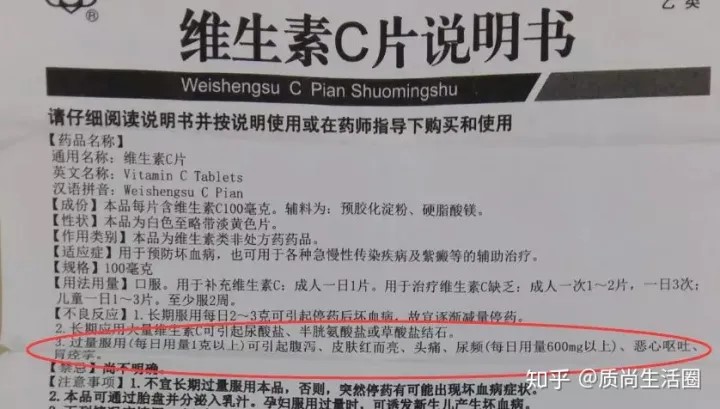 乙类
®
维生素C片说明书
Weishengsu C Pian Shuomingshu
请仔细阅读说明书并按说明使用或在药师指导下购买和使用
【药品名称】
通用名称：维生素C片
英文名称：Vitamin C Tablets
汉语拼音：Weishengsu C Pian
【成份】本品每片含维生素C100毫克。辅料为：预胶化淀粉、硬脂酸镁。
【性状】本品为白色至略带淡黄色片。
【作用类别】本品为维生素类非处方药药品。
【适应症】用于预防坏血病，也可用于各种急慢性传染疾病及紫癜等的辅助治疗。
【规格】100毫克
【用法用量】口服。用于补充维生素C：成人一日1片。用于治疗维生素C缺乏：成人一次1～2片，一日3次；
儿童一日1～3片。至少服2周。
【不良反应】1.长期服用每日2～3克可引起停药后坏血病，故宜逐渐减量停药。
2.长期应用大量维生素C可引起尿酸盐、半胱氨酸盐或草酸盐结石。
3.过量服用(每日用量1克以上)可引起腹泻、皮肤红而亮、头痛、尿频(每日用量600mg以上)、恶心呕吐、
胃痉挛。
【禁忌】尚不明确。
【注意事项】1.不宜长期过量服用本品，否则，突然停药有可能出现坏血病症状。
2.本品可通过胎盘并分泌入乳汁。孕妇服用过量时，可诱发新生儿产生坏血病。
知乎 @质尚生活圈